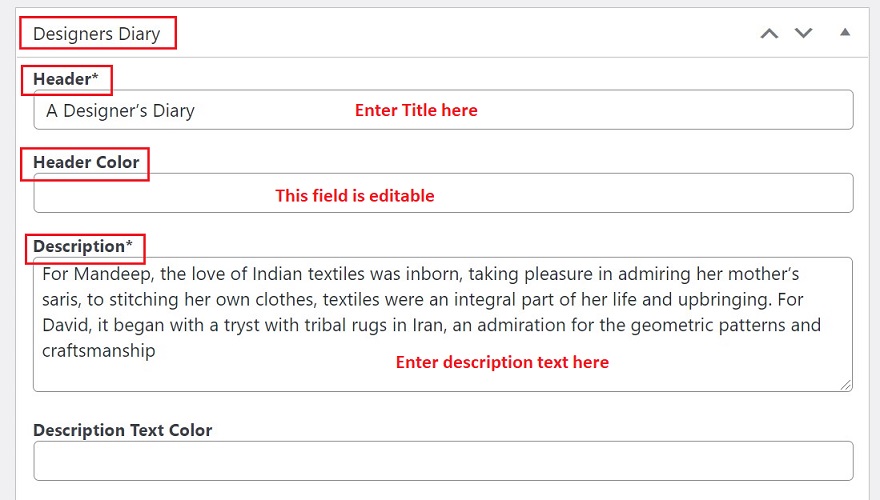 Designers Diary
Header*
A Designer’s Diary Enter Title here
Header Color
This field is editable
Description*
For Mandeep, the love of Indian textiles was inborn, taking pleasure in admiring her mother’s
saris, to stitching her own clothes, textiles were an integral part of her life and upbringing. For
David, it began with a tryst with tribal rugs in Iran, an admiration for the geometric patterns and
craftsmanship
Enter description text here
Description Text Color